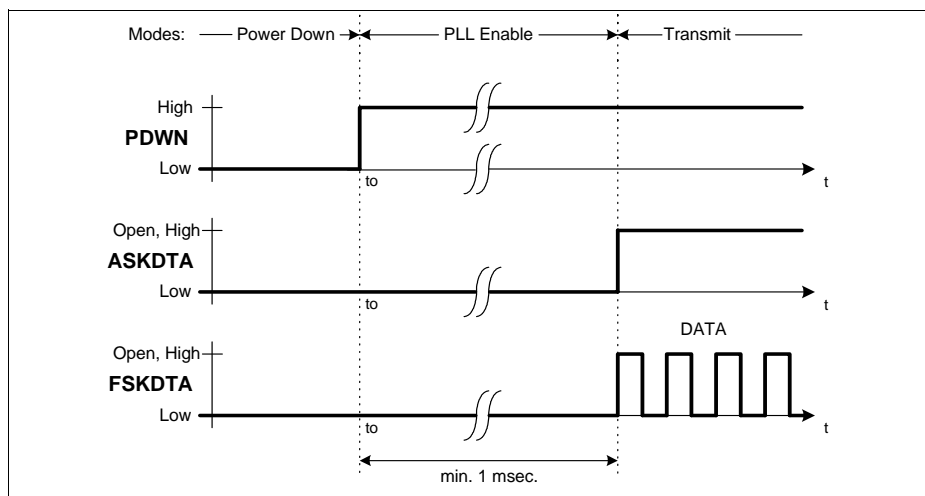 Modes: Power Down PLL Enable Transmit
High
PDWN
Low
to
t
Open, High
ASKDTA
Low
to
t
DATA
Open, High
FSKDTA
Low
to
t
min. 1 msec.